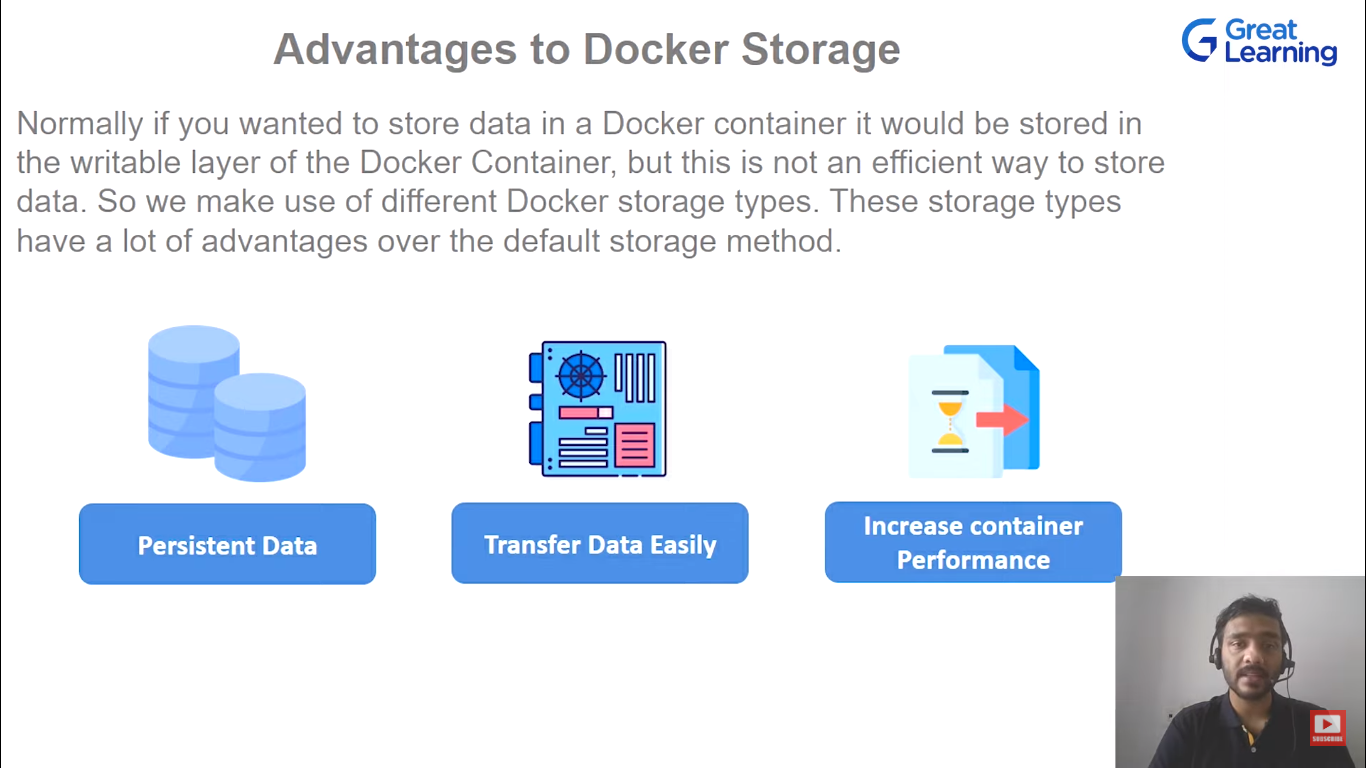 Advantages to Docker Storage
Great
Learning
Normally if you wanted to store data in a Docker container it would be stored in
the writable layer of the Docker Container, but this is not an efficient way to store
data. So we make use of different Docker storage types. These storage types
have a lot of advantages over the default storage method.
Persistent Data
Transfer Data Easily
Increase container
Performance
SUBSCRIBE